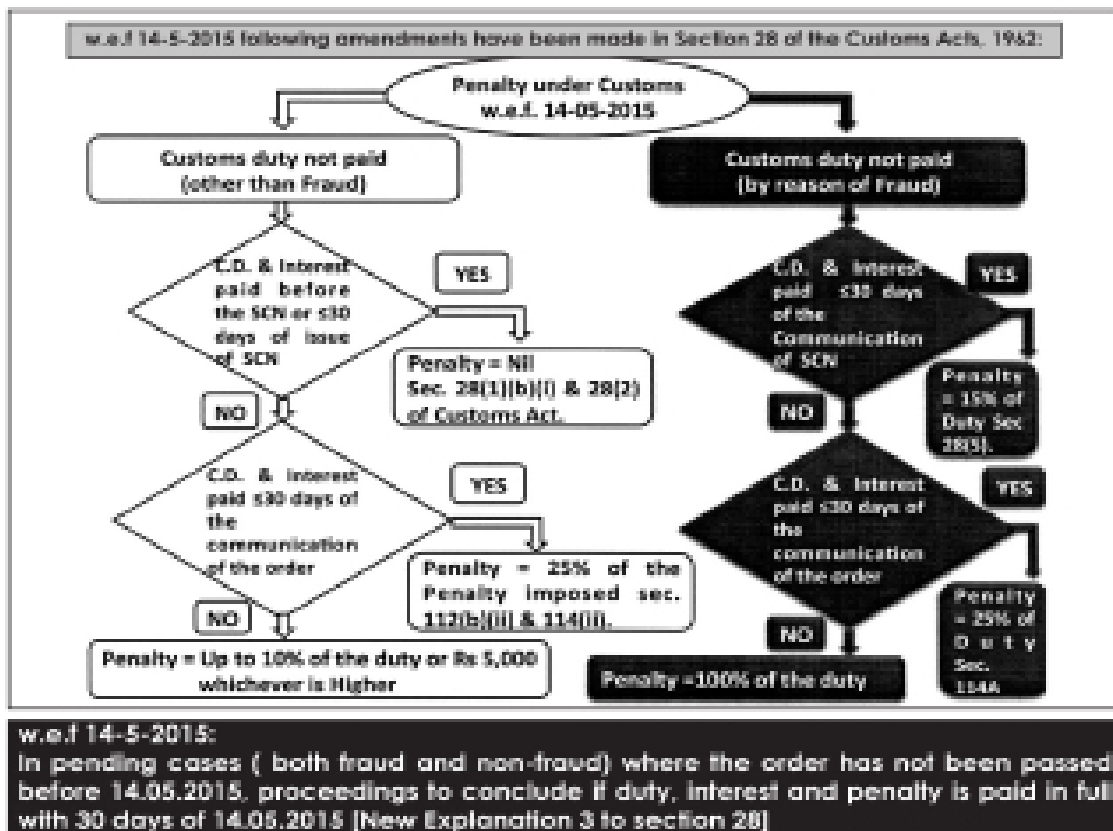 w.e.f 14-5-2015 following amendments have been made in Section 28 of the Customs Acts, 1962:
Penalty under Customs
w.e.f. 14-05-2015
Customs duty not paid
(other than Fraud)
C.D. & Interest
paid before
the SCN or ≤30
days of issue
of SCN
YES
Penalty = Nil
Sec. 28(1)(b)(i) & 28(2)
of Customs Act.
NO
C.D. & Interest
paid ≤30 days of
the
communication
of the order
YES
Penalty = 25% of the
Penalty imposed sec.
112(b)(ii) & 114(ii).
NO
Penalty = Up to 10% of the duty or Rs 5,000
whichever is Higher
Customs duty not paid
(by reason of Fraud)
C.D. & Interest
paid ≤30 days
of the
Communication
of SCN
YES
Penalty
= 15% of
Duty Sec
28(5).
NO
C.D. & Interest
paid ≤30 days of
the
communication
of the order
YES
Penalty
= 25% of
Duty
Sec.
114A
NO
Penalty =100% of the duty
w.e.f 14-5-2015:
In pending cases ( both fraud and non-fraud) where the order has not been passed
before 14.05.2015, proceedings to conclude if duty, interest and penalty is paid in full
with 30 days of 14.05.2015 [New Explanation 3 to section 28]